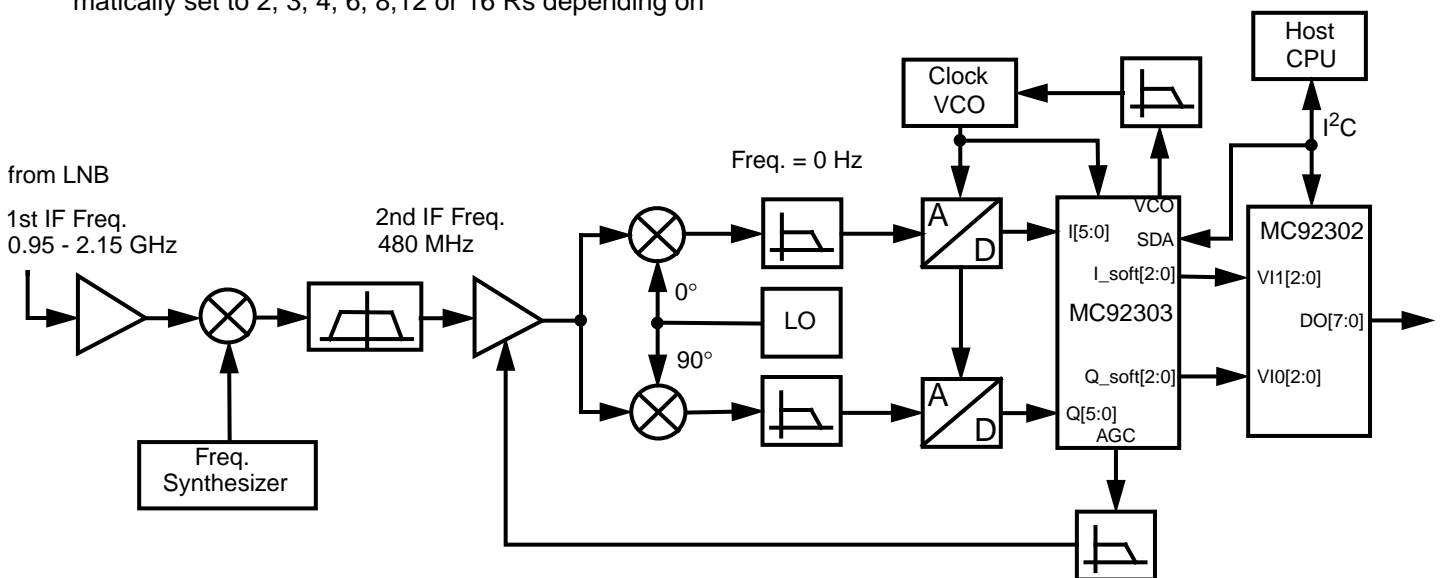 matically set to 2, 3, 4, 6, 8,12 or 16 Rs depending on
Host
CPU
Clock
VCO
I²C
Freq. = 0 Hz
from LNB
1st IF Freq.
0.95 - 2.15 GHz
2nd IF Freq.
480 MHz
A
D
VCO
I[5:0]
SDA
MC92302
I_soft[2:0]
VI1[2:0]
0°
LO
MC92303
DO[7:0]
90°
Q_soft[2:0]
VI0[2:0]
A
D
Q[5:0]
AGC
Freq.
Synthesizer